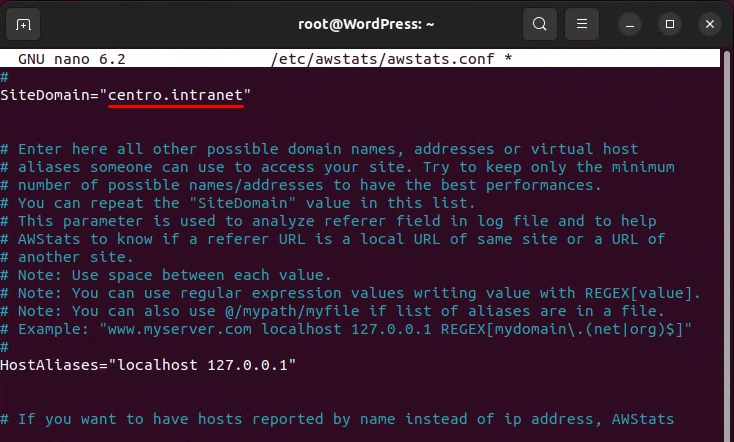 root@WordPress: ~
GNU nano 6.2 /etc/awstats/awstats.conf *
#
SiteDomain="centro.intranet"
# Enter here all other possible domain names, addresses or virtual host
# aliases someone can use to access your site. Try to keep only the minimum
# number of possible names/addresses to have the best performances.
# You can repeat the "SiteDomain" value in this list.
# This parameter is used to analyze referer field in log file and to help
# AWStats to know if a referer URL is a local URL of same site or a URL of
# another site.
# Note: Use space between each value.
# Note: You can use regular expression values writing value with REGEX[value].
# Note: You can also use @/mypath/myfile if list of aliases are in a file.
# Example: "www.myserver.com localhost 127.0.0.1 REGEX[mydomain\.(net|org)$]"
#
HostAliases="localhost 127.0.0.1"
# If you want to have hosts reported by name instead of ip address, AWStats